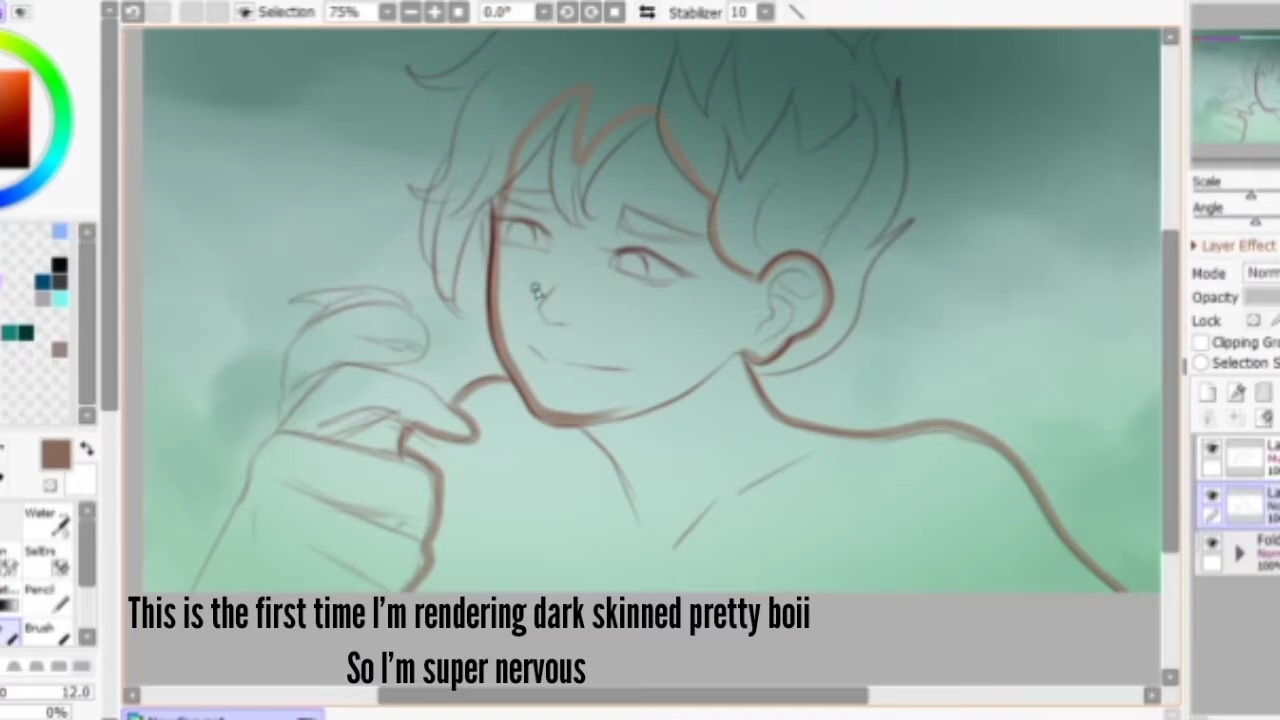 Selection 75% 0.0° Stabilizer 10
Scale
Angle
Layer Effect
Mode
Opacity
Lock
Clipping
Selection
Water
Pencil
Brush
12.0
0%
This is the first time I'm rendering dark skinned pretty boii
So I'm super nervous